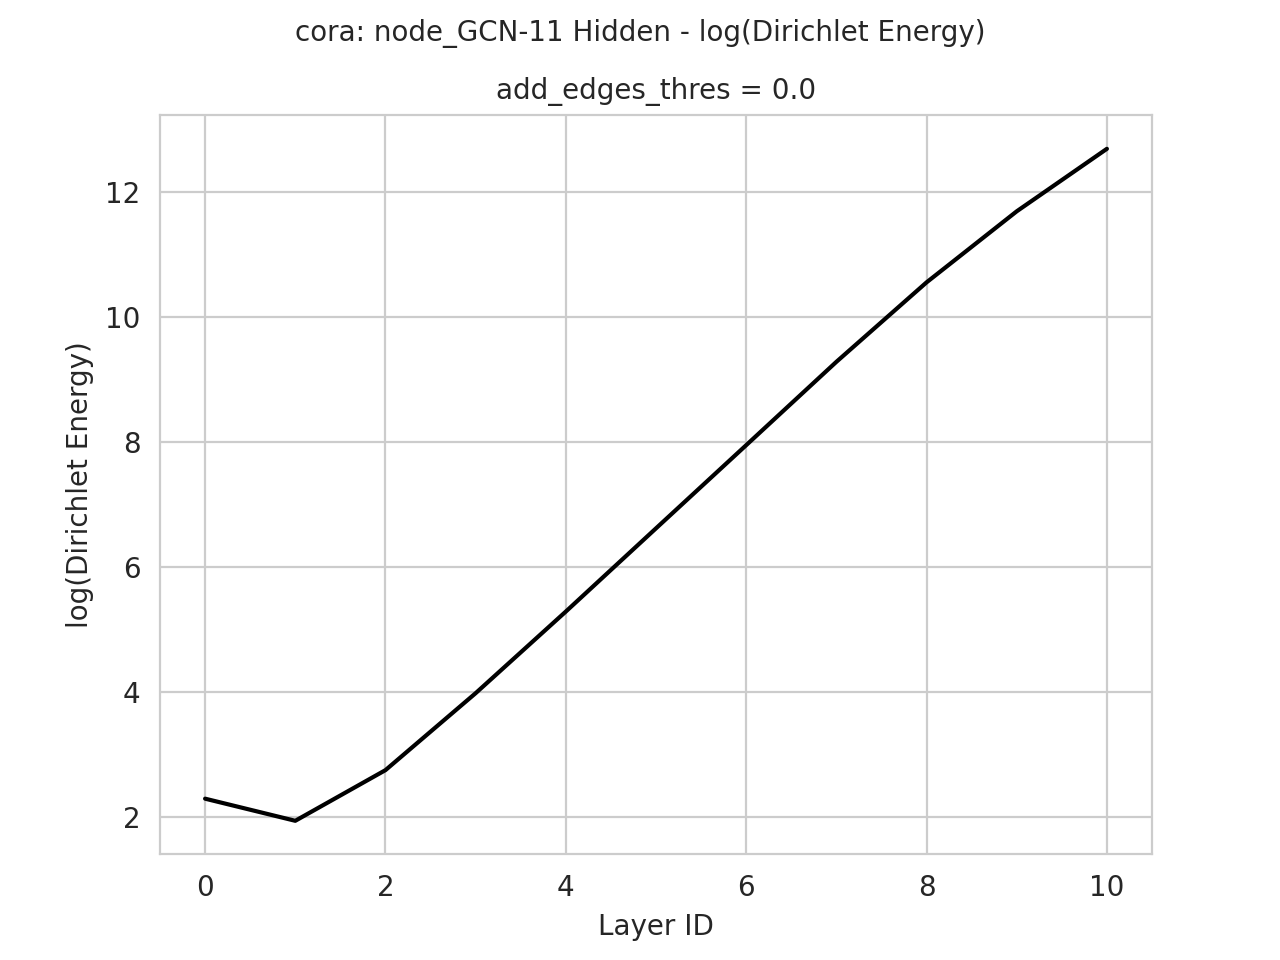 cora: node_GCN-11 Hidden - log(Dirichlet Energy)
add_edges_thres = 0.0
log(Dirichlet Energy)
12
10
8
6
4
2
0 2 4 6 8 10
Layer ID